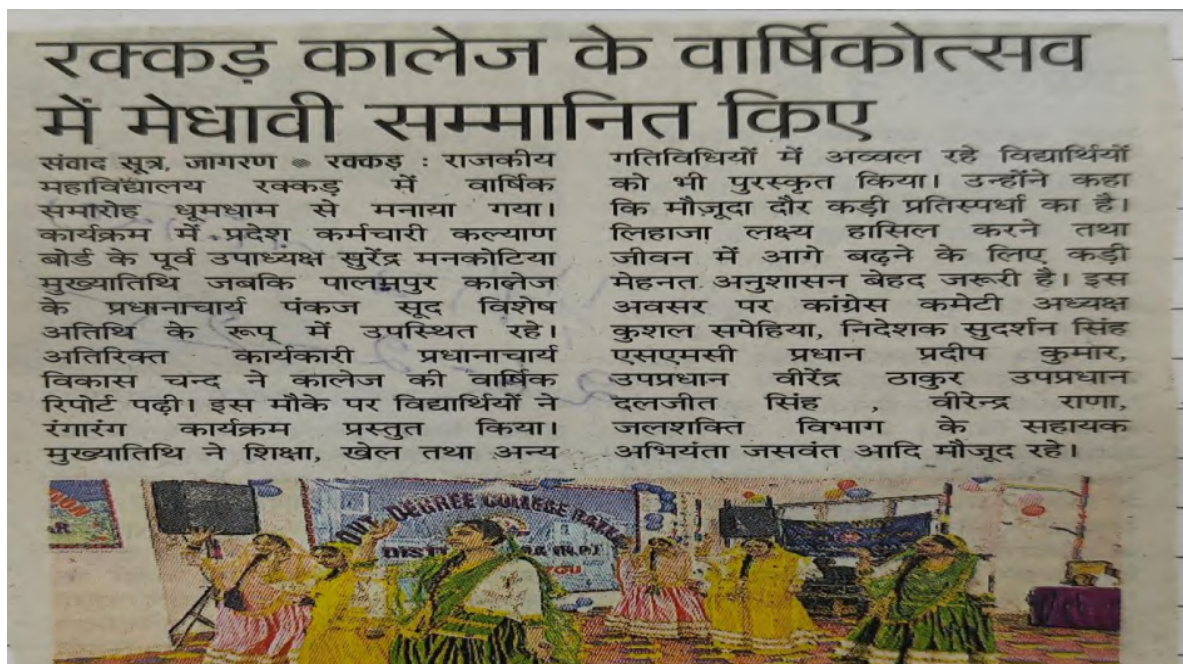 रक्कड़ कालेज के वार्षिकोत्सव
में मेधावी सम्मानित किए
संवाद सूत्र, जागरण ● रक्कड़ : राजकीय
महाविद्यालय रक्कड़ में वार्षिक
समारोह धूमधाम से मनाया गया।
कार्यक्रम में प्रदेश कर्मचारी कल्याण
बोर्ड के पूर्व उपाध्यक्ष सुरेंद्र मनकोटिया
मुख्यातिथि जबकि पालमपुर कालेज
के प्रधानाचार्य पंकज सूद विशेष
अतिथि के रूप् में उपस्थित रहे।
अतिरिक्त कार्यकारी प्रधानाचार्य
विकास चन्द ने कालेज की वार्षिक
रिपोर्ट पढ़ी। इस मौके पर विद्यार्थियों ने
रंगारंग कार्यक्रम प्रस्तुत किया।
मुख्यातिथि ने शिक्षा, खेल तथा अन्य
गतिविधियों में अव्वल रहे विद्यार्थियों
को भी पुरस्कृत किया। उन्होंने कहा
कि मौज़ूदा दौर कड़ी प्रतिस्पर्धा का है।
लिहाजा लक्ष्य हासिल करने तथा
जीवन में आगे बढ़ने के लिए कड़ी
मेहनत अनुशासन बेहद जरूरी है। इस
अवसर पर कांग्रेस कमेटी अध्यक्ष
कुशल सपेहिया, निदेशक सुदर्शन सिंह
एसएमसी प्रधान प्रदीप कुमार,
उपप्रधान वीरेंद्र ठाकुर उपप्रधान
दलजीत सिंह , वीरेन्द्र राणा,
जलशक्ति विभाग के सहायक
अभियंता जसवंत आदि मौजूद रहे।
DEGREE COLLEGE